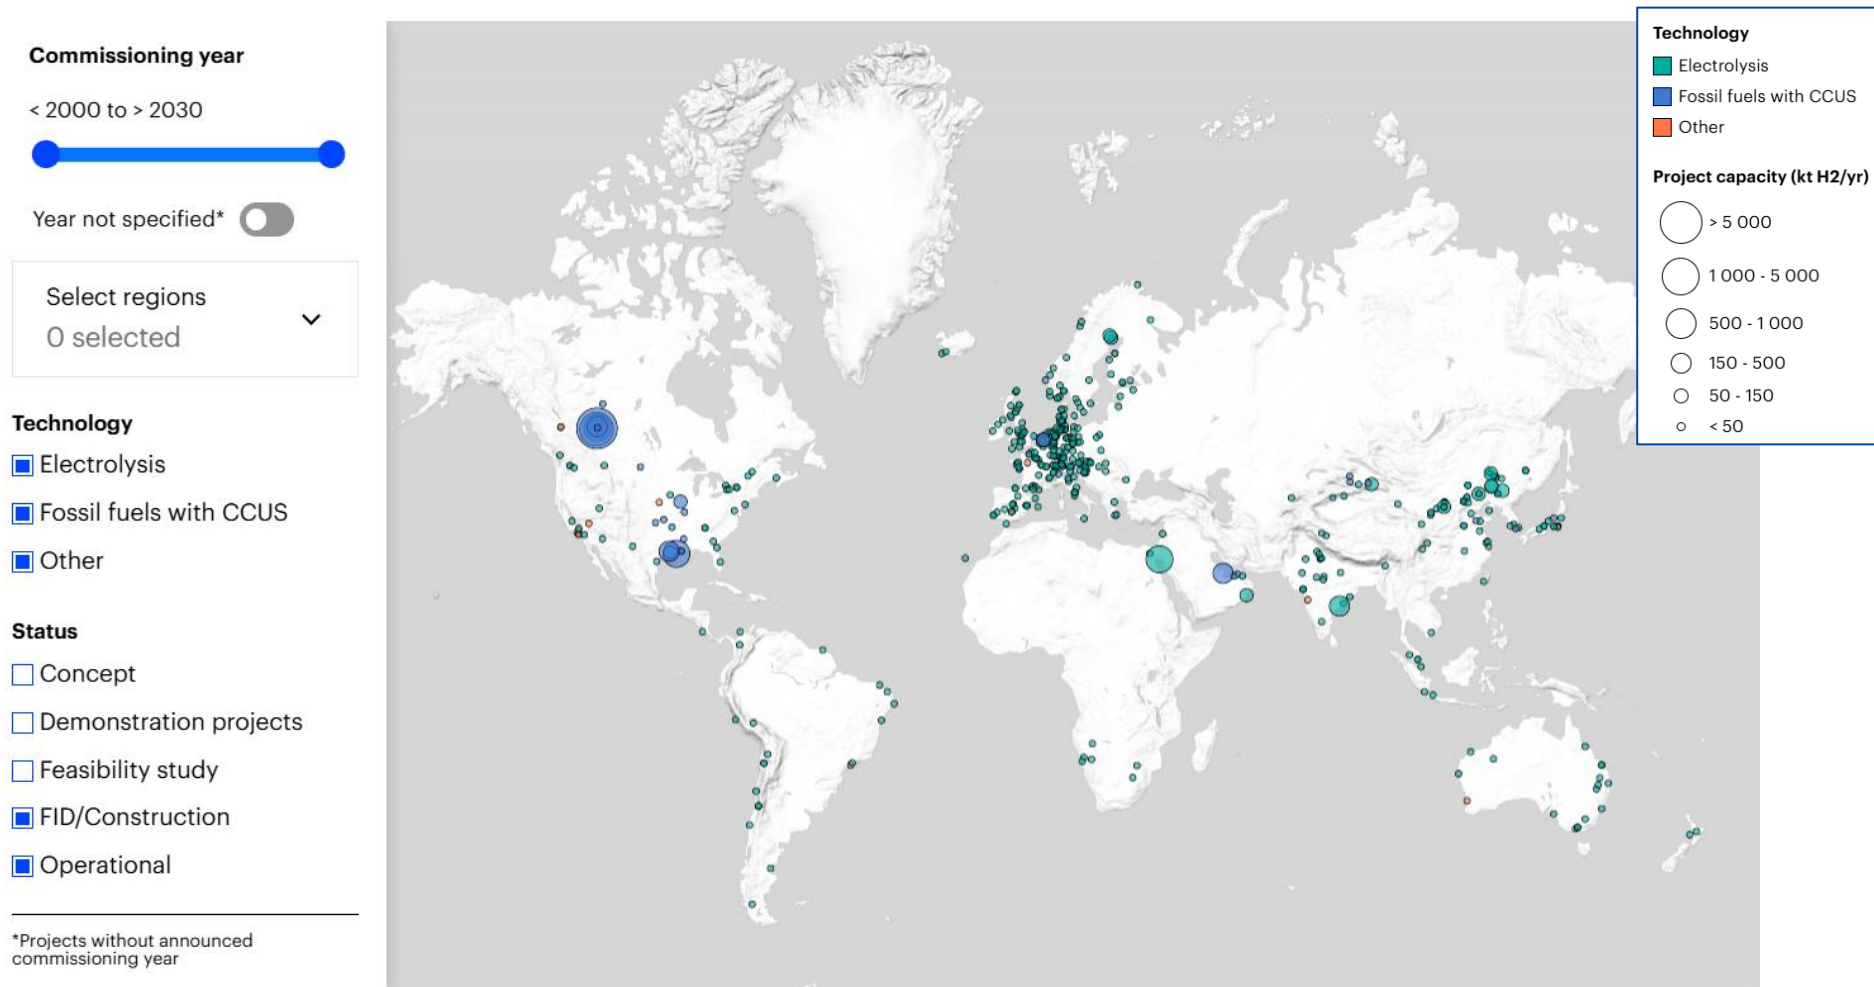 Commissioning year
< 2000 to > 2030
Year not specified*
Select regions
0 selected
Technology
Electrolysis
Fossil fuels with CCUS
Other
Status
Concept
Demonstration projects
Feasibility study
FID/Construction
Operational
*Projects without announced
commissioning year
Technology
Electrolysis
Fossil fuels with CCUS
Other
Project capacity (kt H2/yr)
> 5 000
1 000 - 5 000
500 - 1 000
150 - 500
50 - 150
< 50